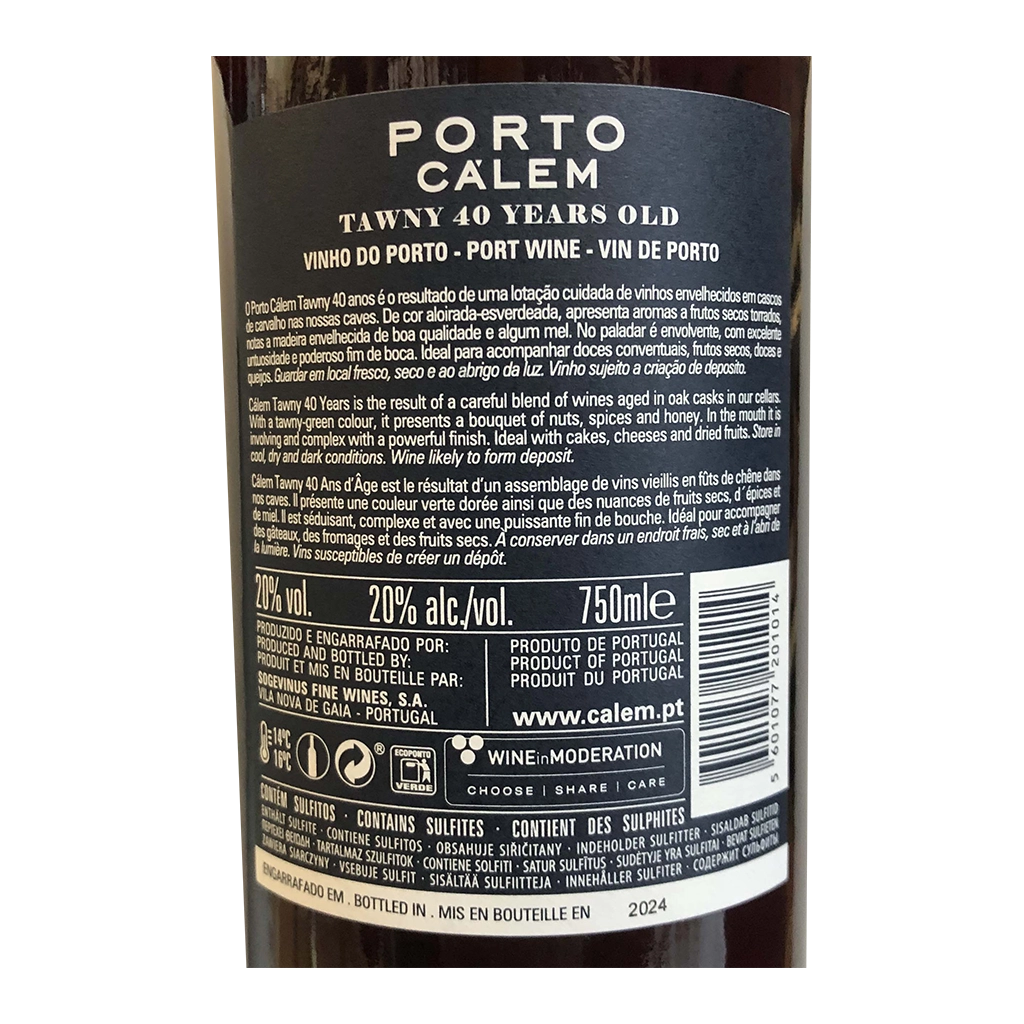 PORTO
CÁLEM
TAWNY 40 YEARS OLD
VINHO DO PORTO - PORT WINE - VIN DE PORTO
O Porto Cálem Tawny 40 anos é o resultado de uma lotação cuidada de vinhos envelhecidos em cascos
de carvalho nas nossas caves. De cor aloirada-esverdeada, apresenta aromas a frutos secos torrados,
notas a madeira envelhecida de boa qualidade e algum mel. No paladar é envolvente, com excelente
untuosidade e poderoso fim de boca. Ideal para acompanhar doces conventuais, frutos secos, doces e
queijos. Guardar em local fresco, seco e ao abrigo da luz. Vinho sujeito a criação de deposito.
Cálem Tawny 40 Years is the result of a careful blend of wines aged in oak casks in our cellars.
With a tawny-green colour, it presents a bouquet of nuts, spices and honey. In the mouth it is
involving and complex with a powerful finish. Ideal with cakes, cheeses and dried fruits. Store in
cool, dry and dark conditions. Wine likely to form deposit.
Cálem Tawny 40 Ans d'Âge est le résultat d'un assemblage de vins vieillis en fûts de chêne dans
nos caves. Il présente une couleur verte dorée ainsi que des nuances de fruits secs, d´épices et
de miel. Il est séduisant, complexe et avec une puissante fin de bouche. Idéal pour accompagner
des gâteaux, des fromages et des fruits secs. A conserver dans un endroit frais, sec et à l'abri de
la lumière. Vins susceptibles de créer un dépôt.
20% vol. 20% alc./vol. 750ml e
PRODUZIDO E ENGARRAFADO POR:
PRODUCED AND BOTTLED BY:
PRODUIT ET MIS EN BOUTEILLE PAR:
SOGEVINUS FINE WINES, S.A.
VILA NOVA DE GAIA - PORTUGAL
PRODUTO DE PORTUGAL
PRODUCT OF PORTUGAL
PRODUIT DU PORTUGAL
www.calem.pt
5 601077 201014
14ºC
16ºC
®
ECOPONTO
VERDE
WINEinMODERATION
CHOOSE | SHARE | CARE
CONTÉM SULFITOS · CONTAINS SULFITES · CONTIENT DES SULPHITES
ENTHÄLT SULFITE · CONTIENE SULFITOS · OBSAHUJE SIŘIČITANY · INDEHOLDER SULFITTER · SISALDAB SULFITID
ΠΕΡΙΕΧΕΙ ΘΕΙΩΔΗ · TARTALMAZ SZULFITOK · CONTIENE SOLFITI · SATUR SULFĪTUS · SUDĖTYJE YRA SULFITAI · BEVAT SULFIETEN
ZAWIERA SIARCZYNY · VSEBUJE SULFIT · SISÄLTÄÄ SULFIITTEJA · INNEHÅLLER SULFITER · СОДЕРЖИТ СУЛЬФИТЫ
ENGARRAFADO EM . BOTTLED IN . MIS EN BOUTEILLE EN 2024